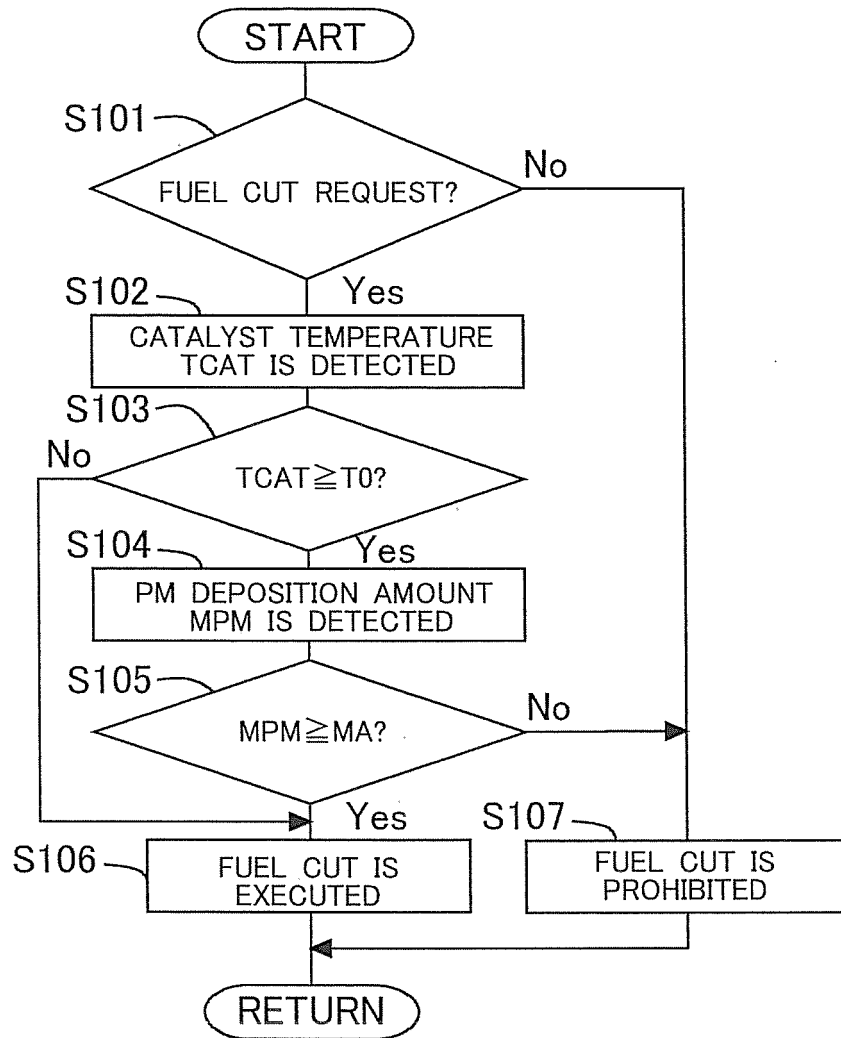 START
S101
FUEL CUT REQUEST?
No
Yes
S102
CATALYST TEMPERATURE
TCAT IS DETECTED
S103
No
TCAT≧T0?
Yes
S104
PM DEPOSITION AMOUNT
MPM IS DETECTED
S105
MPM≧MA?
No
Yes
S106
FUEL CUT IS
EXECUTED
S107
FUEL CUT IS
PROHIBITED
RETURN